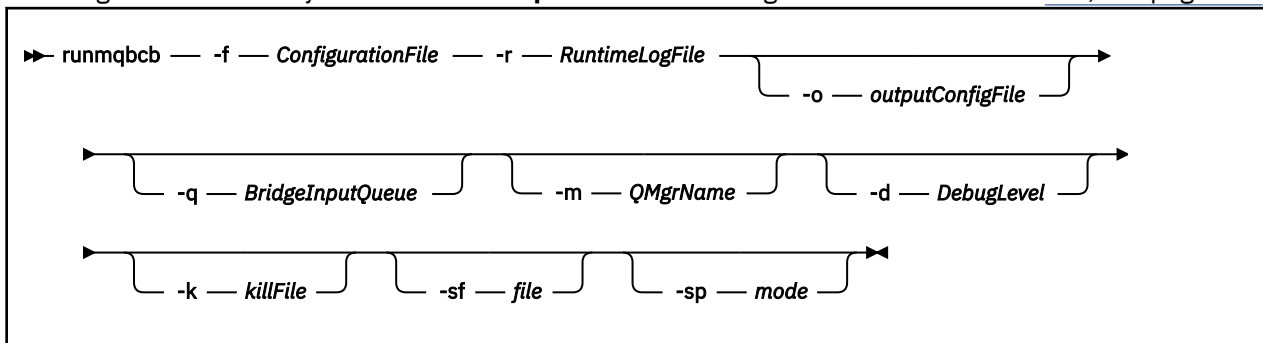 runmqbcb -f ConfigurationFile -r RuntimeLogFile
-o outputConfigFile
-q BridgeInputQueue -m QMgrName -d DebugLevel
-k killFile -sf file -sp mode